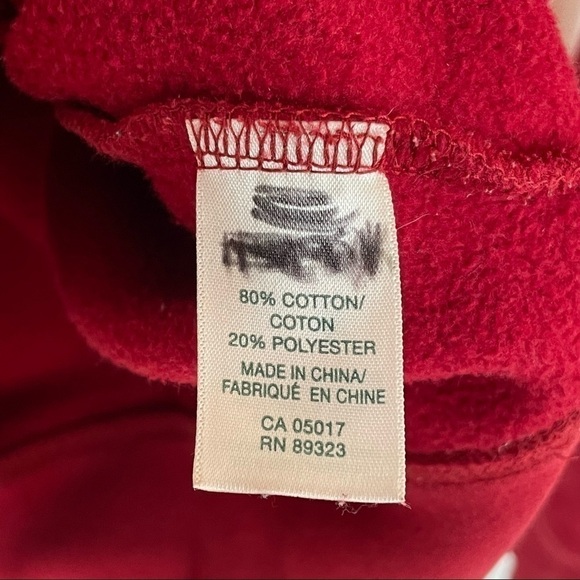 80% COTTON/
COTON
20% POLYESTER
MADE IN CHINA/
FABRIQUÉ EN CHINE
CA 05017
RN 89323